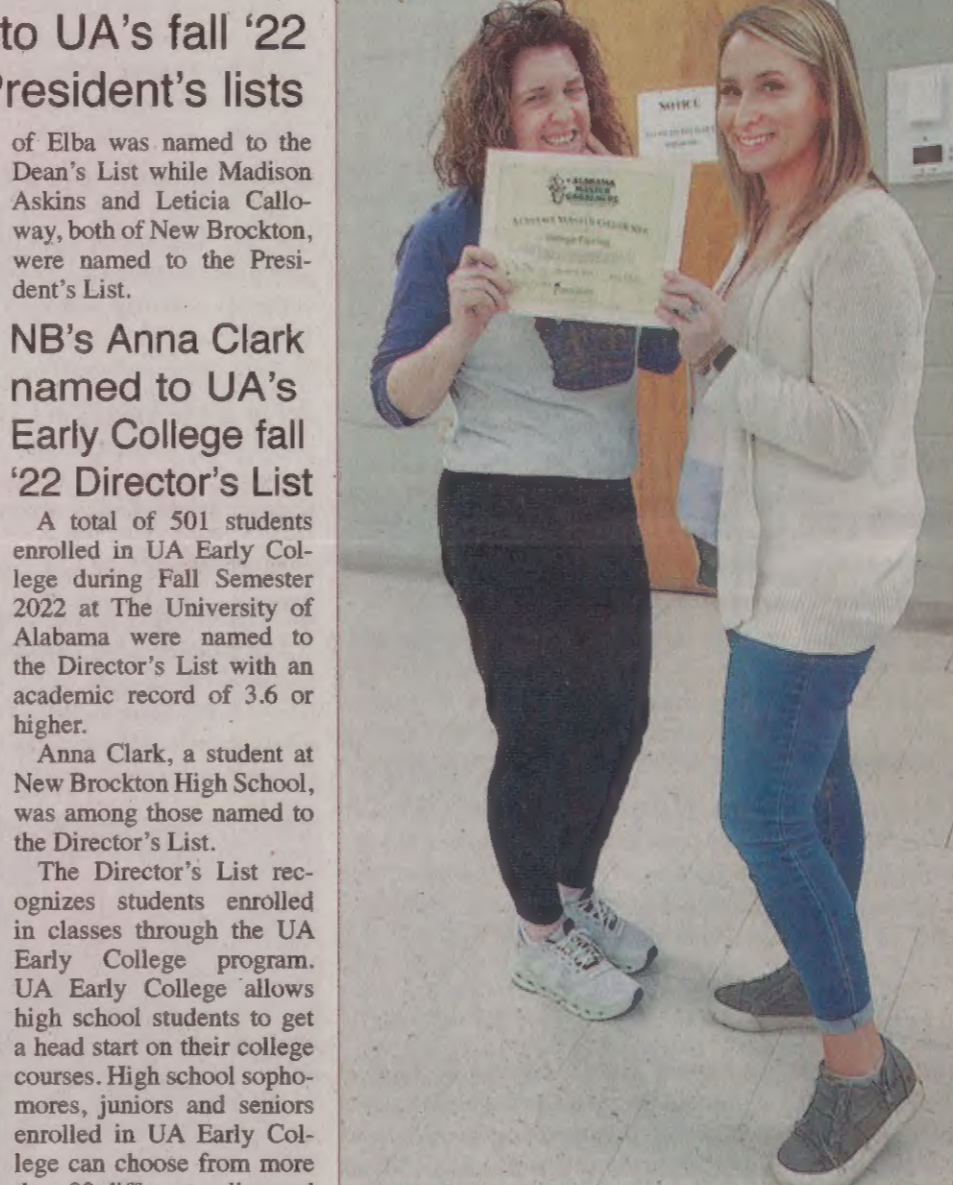 to UA's fall '22
President's lists
of Elba was named to the
Dean's List while Madison
Askins and Leticia Callo-
way, both of New Brockton,
were named to the Presi-
dent's List.
NB's Anna Clark
named to UA's
Early College fall
'22 Director's List
A total of 501 students
enrolled in UA Early Col-
lege during Fall Semester
2022 at The University of
Alabama were named to
the Director's List with an
academic record of 3.6 or
higher.
Anna Clark, a student at
New Brockton High School,
was among those named to
the Director's List.
The Director's List rec-
ognizes students enrolled
in classes through the UA
Early College program.
UA Early College allows
high school students to get
a head start on their college
courses. High school sopho-
mores, juniors and seniors
enrolled in UA Early Col-
lege can choose from more
NOTICE
ALABAMA
MASTER
GARDENERS